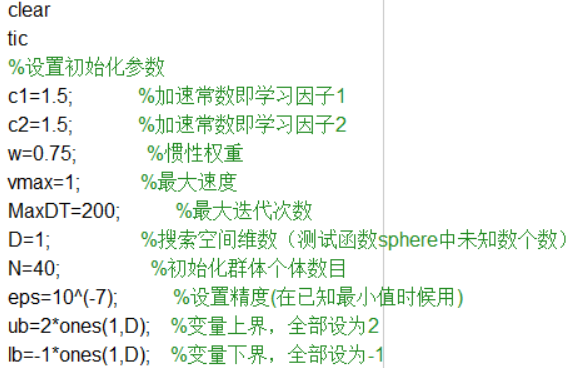 clear
tic
%设置初始化参数
c1=1.5; %加速常数即学习因子1
c2=1.5; %加速常数即学习因子2
w=0.75; %惯性权重
vmax=1; %最大速度
MaxDT=200; %最大迭代次数
D=1; %搜索空间维数（测试函数sphere中未知数个数）
N=40; %初始化群体个体数目
eps=10^(-7); %设置精度(在已知最小值时候用)
ub=2*ones(1,D); %变量上界，全部设为2
lb=-1*ones(1,D); %变量下界，全部设为-1